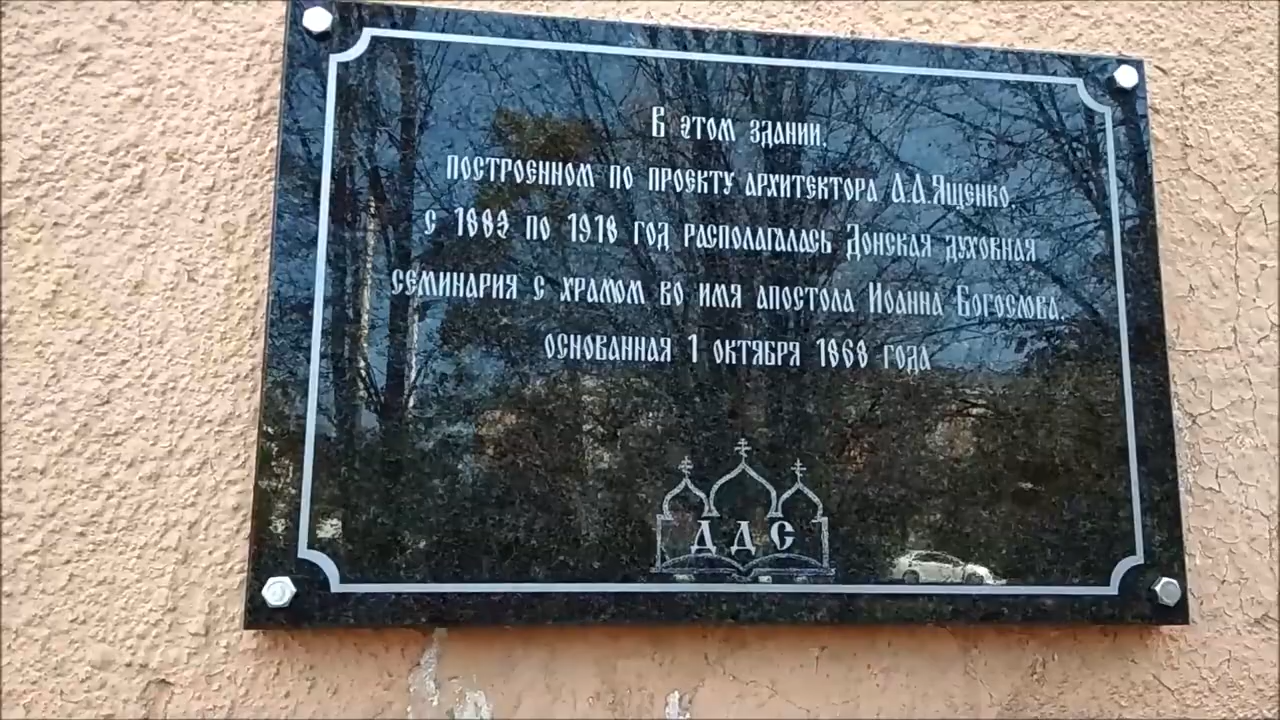 В этом здании,
построенном по проекту архитектора А.А.Ященко,
с 1883 по 1918 год располагалась Донская духовная
семинария с храмом во имя апостола Иоанна Богослова,
основанная 1 октября 1868 года
ДДС